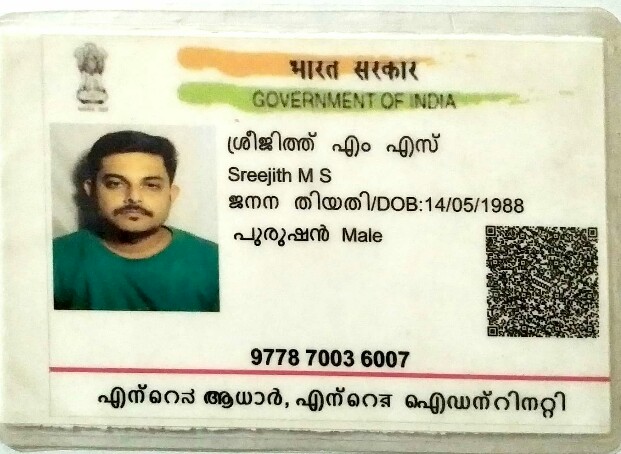 भारत सरकार
GOVERNMENT OF INDIA
ശ്രീജിത്ത് എം എസ്
Sreejith M S
ജനന തിയതി/DOB:14/05/1988
പുരുഷൻ Male
9778 7003 6007
എന്റെ ആധാർ, എന്റെ ഐഡന്റിറ്റി